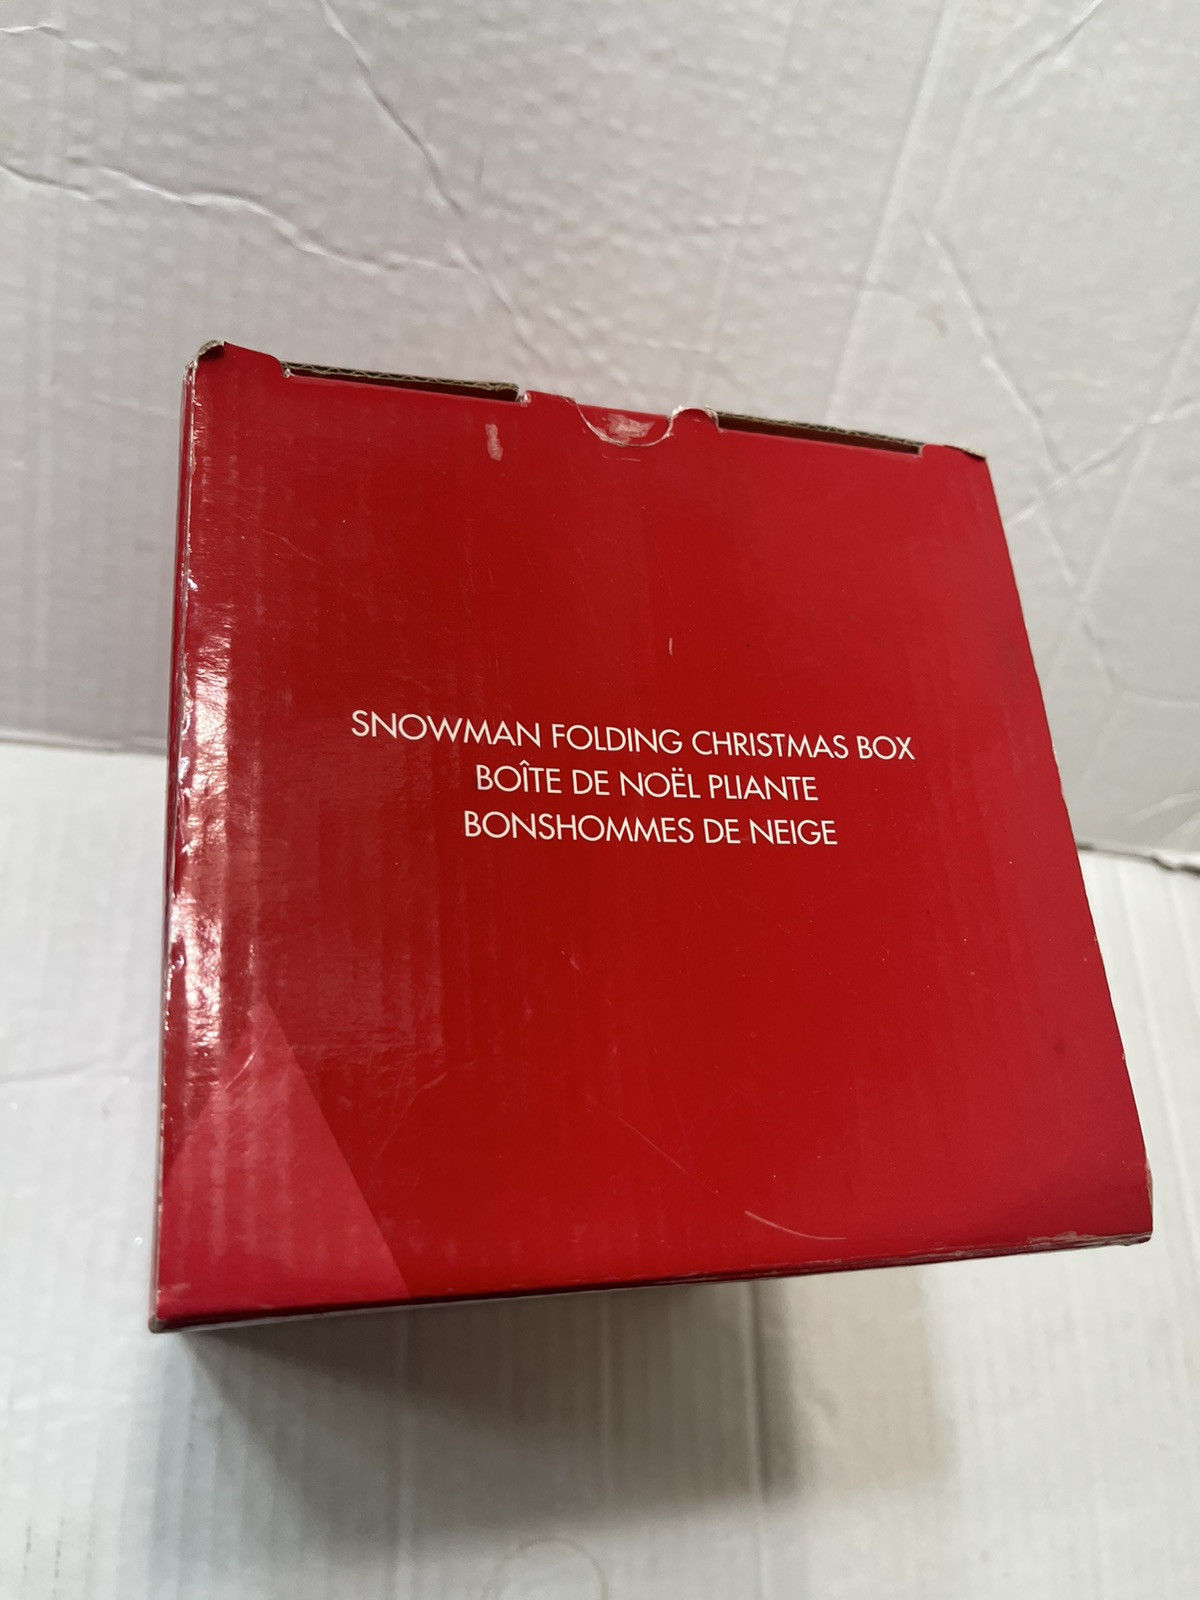 SNOWMAN FOLDING CHRISTMAS BOX
BOÎTE DE NOËL PLIANTE
BONSHOMMES DE NEIGE